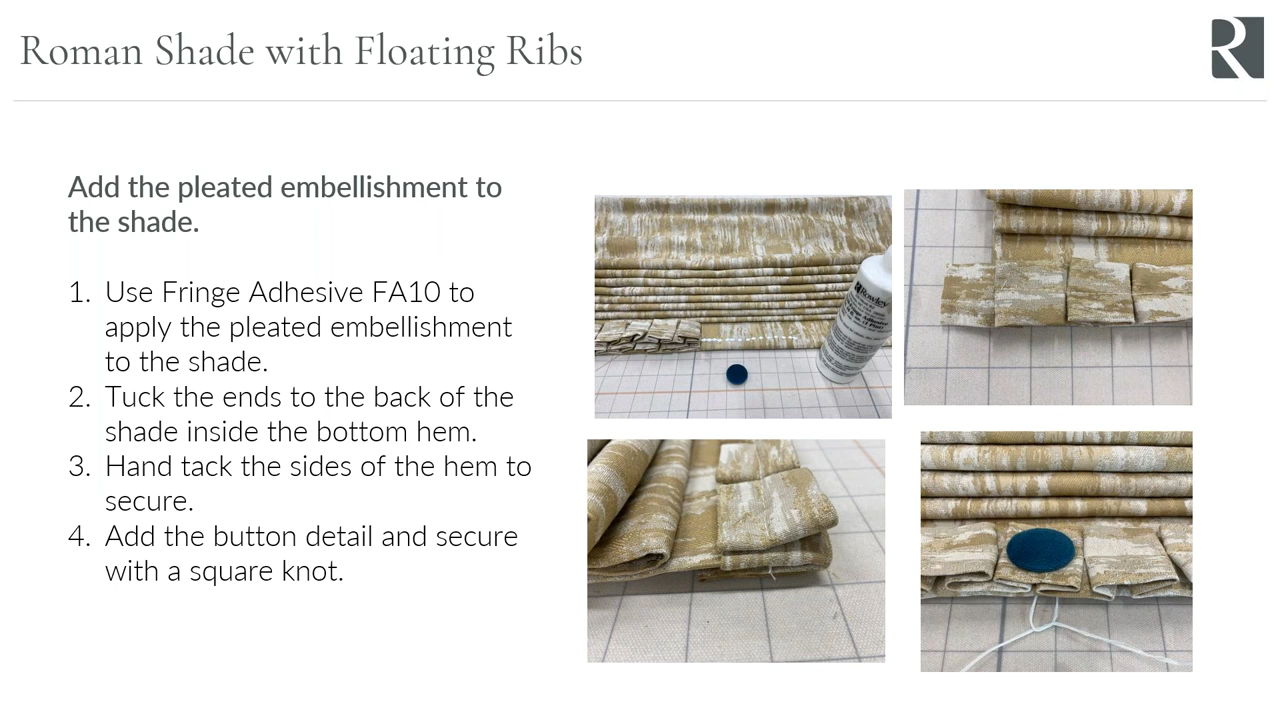 Roman Shade with Floating Ribs
R
Add the pleated embellishment to
the shade.
1. Use Fringe Adhesive FA10 to
apply the pleated embellishment
to the shade.
2. Tuck the ends to the back of the
shade inside the bottom hem.
3. Hand tack the sides of the hem to
secure.
4. Add the button detail and secure
with a square knot.
Rowley